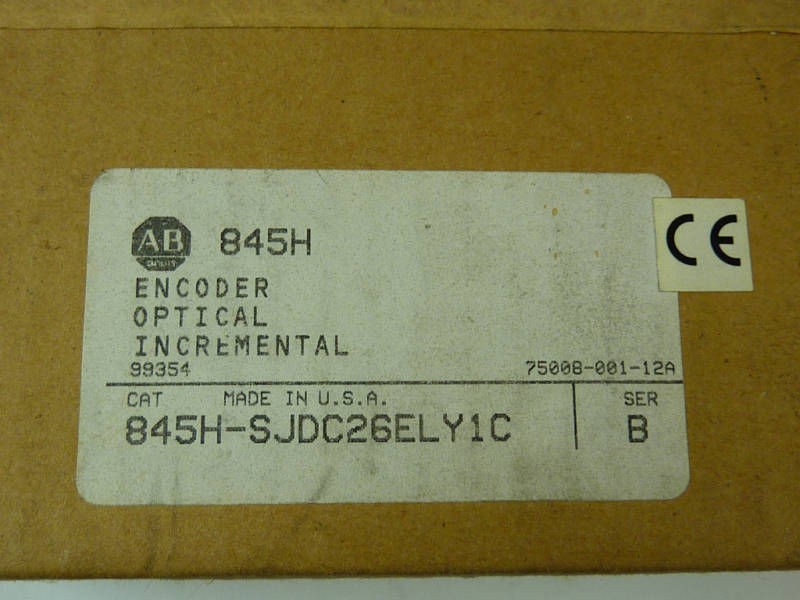 AB 845H
CE
ENCODER
OPTICAL
INCREMENTAL
99354 75008-001-12A
CAT MADE IN U.S.A. SER
845H-SJDC26ELY1C B